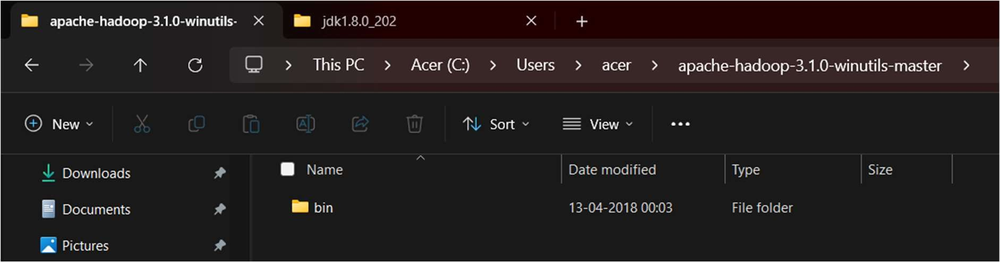 apache-hadoop-3.1.0-winutils- jdk1.8.0_202
This PC > Acer (C:) > Users > acer > apache-hadoop-3.1.0-winutils-master >
New Sort View
Name Date modified Type Size
Downloads
bin 13-04-2018 00:03 File folder
Documents
Pictures